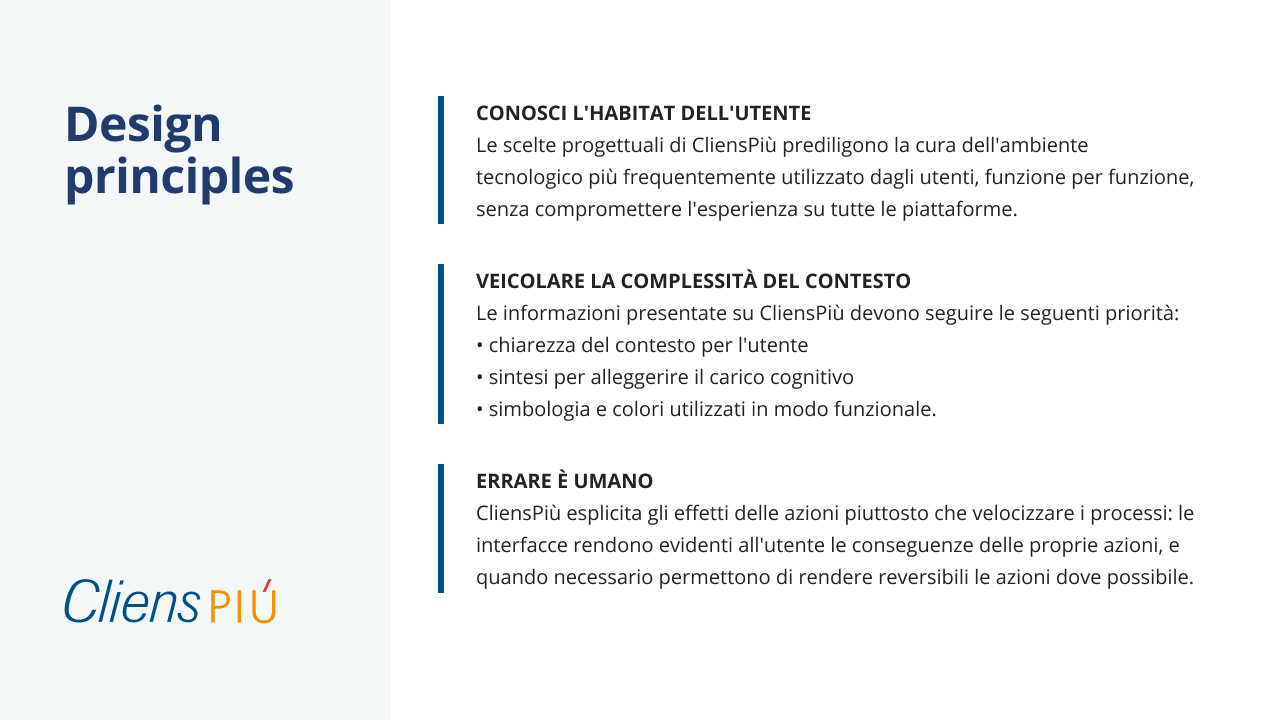 Design
principles
CONOSCI L'HABITAT DELL'UTENTE
Le scelte progettuali di CliensPiù prediligono la cura dell'ambiente
tecnologico più frequentemente utilizzato dagli utenti, funzione per funzione,
senza compromettere l'esperienza su tutte le piattaforme.
VEICOLARE LA COMPLESSITÀ DEL CONTESTO
Le informazioni presentate su CliensPiù devono seguire le seguenti priorità:
• chiarezza del contesto per l'utente
• sintesi per alleggerire il carico cognitivo
• simbologia e colori utilizzati in modo funzionale.
ERRARE È UMANO
CliensPiù esplicita gli effetti delle azioni piuttosto che velocizzare i processi: le
interfacce rendono evidenti all'utente le conseguenze delle proprie azioni, e
quando necessario permettono di rendere reversibili le azioni dove possibile.
Cliens PIÚ